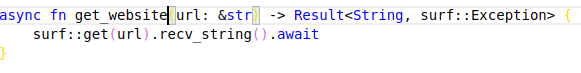 async fn get_website(url: &str) -> Result<String, surf::Exception> {
    surf::get(url).recv_string().await
}